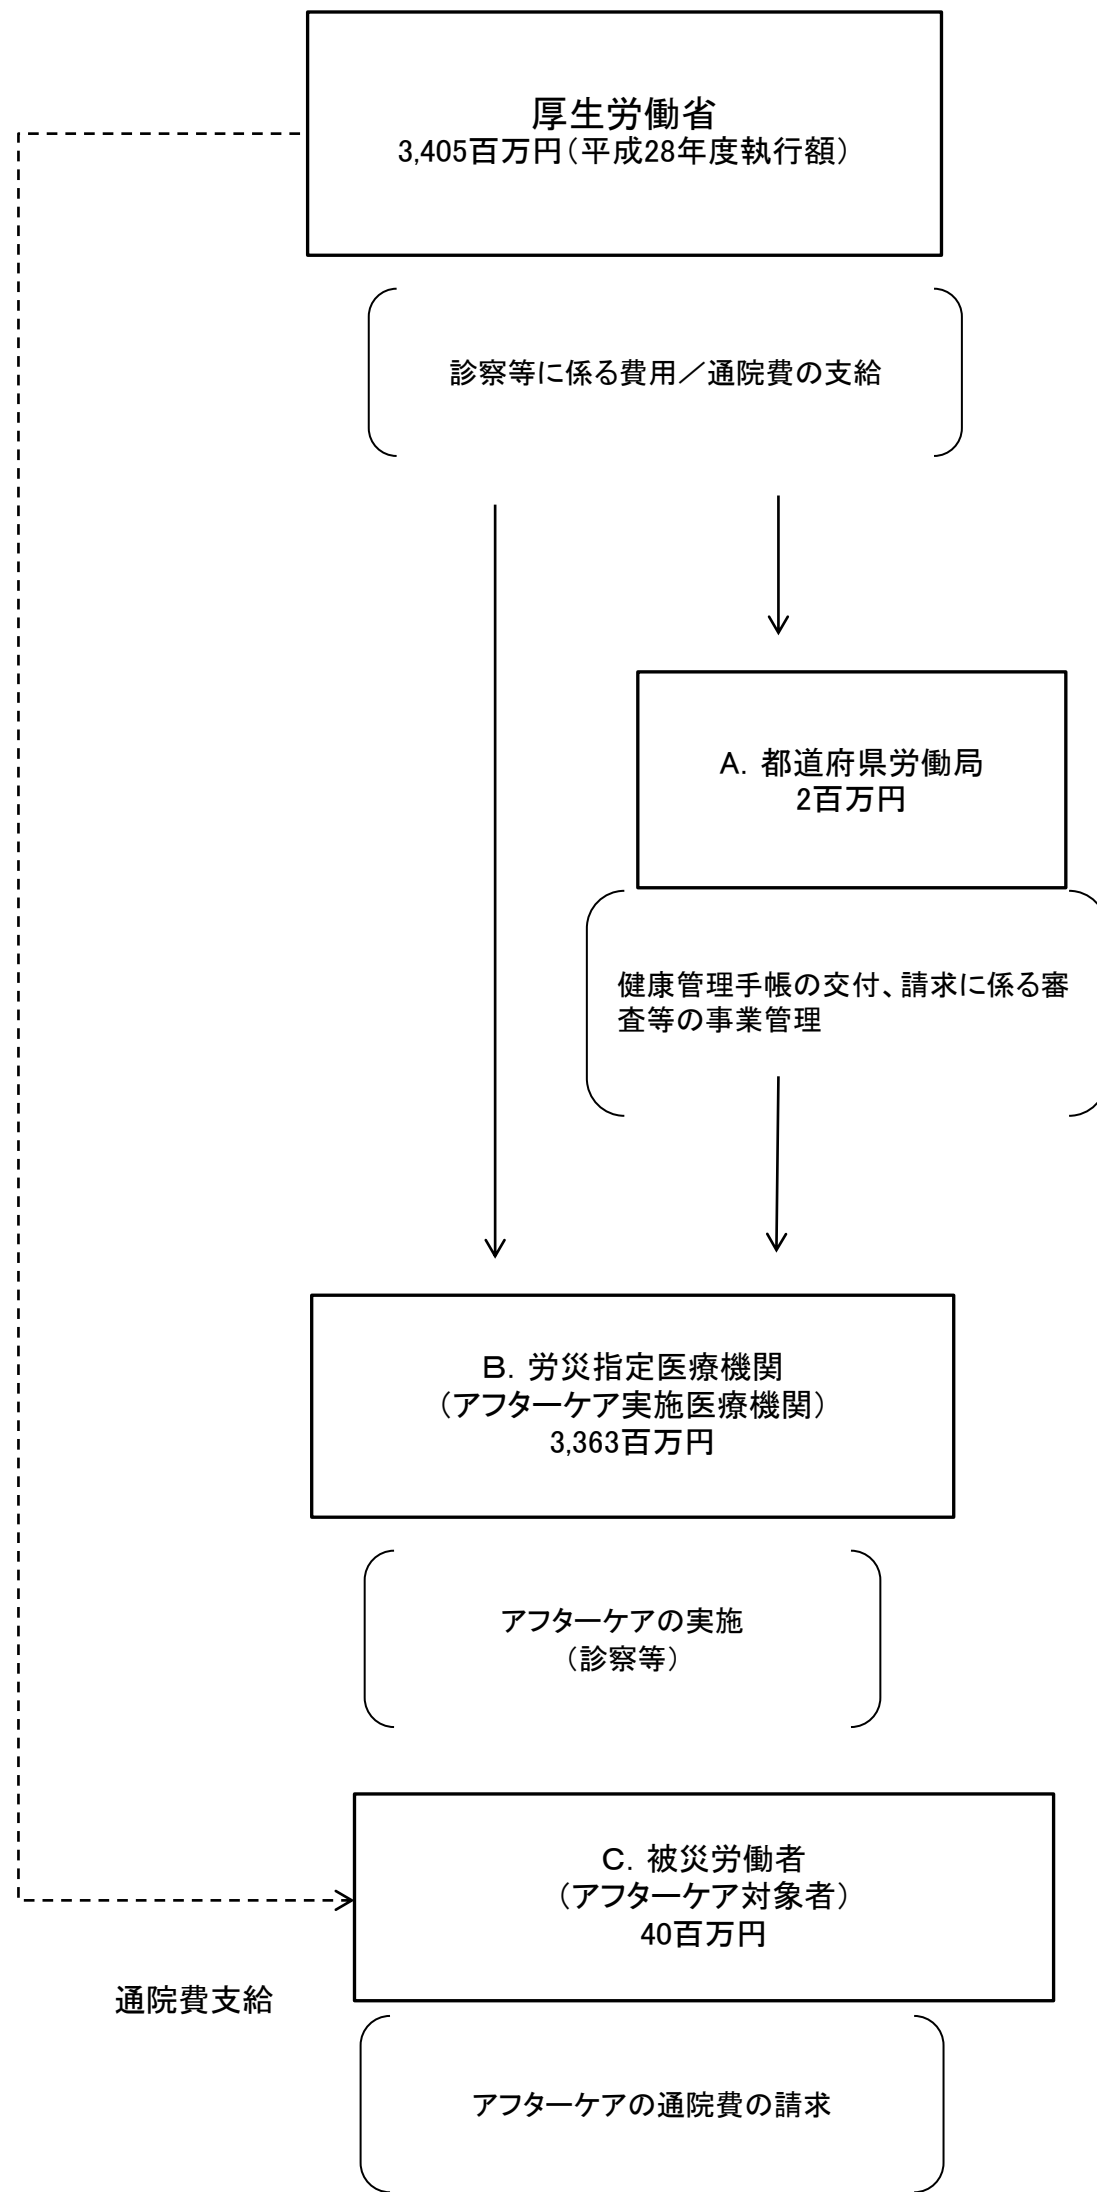 厚生労働省
3,405百万円（平成28年度執行額）
診察等に係る費用／通院費の支給
A．都道府県労働局
2百万円
健康管理手帳の交付、請求に係る審
査等の事業管理
B．労災指定医療機関
（アフターケア実施医療機関）
3,363百万円
アフターケアの実施
（診察等）
C．被災労働者
（アフターケア対象者）
40百万円
通院費支給
アフターケアの通院費の請求